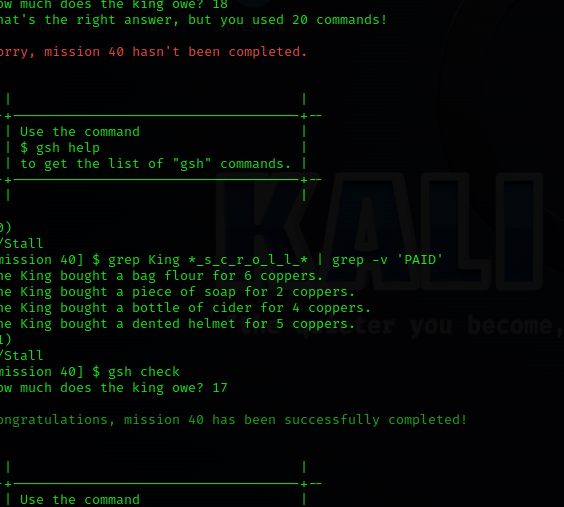 ow much does the king owe? 18
hat's the right answer, but you used 20 commands!
orry, mission 40 hasn't been completed.
| |
-+------------------------------------+--
| Use the command |
| $ gsh help |
| to get the list of "gsh" commands. |
-+------------------------------------+--
| |
0)
/Stall
mission 40] $ grep King *_s_c_r_o_l_l_* | grep -v 'PAID'
he King bought a bag flour for 6 coppers.
he King bought a piece of soap for 2 coppers.
he King bought a bottle of cider for 4 coppers.
he King bought a dented helmet for 5 coppers.
1)
/Stall
mission 40] $ gsh check
ow much does the king owe? 17
ongratulations, mission 40 has been successfully completed!
| |
-+------------------------------------+--
| Use the command |
KALI
you become,